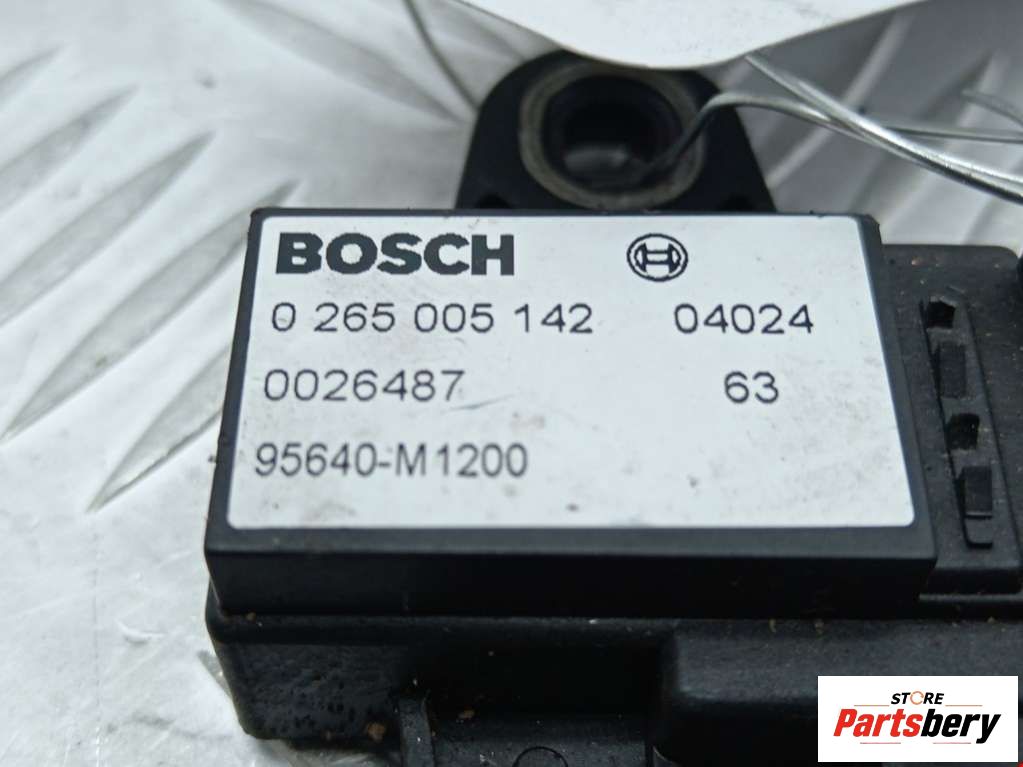 BOSCH
0 265 005 142 04024
0026487 63
95640-M1200
STORE
Partsbery